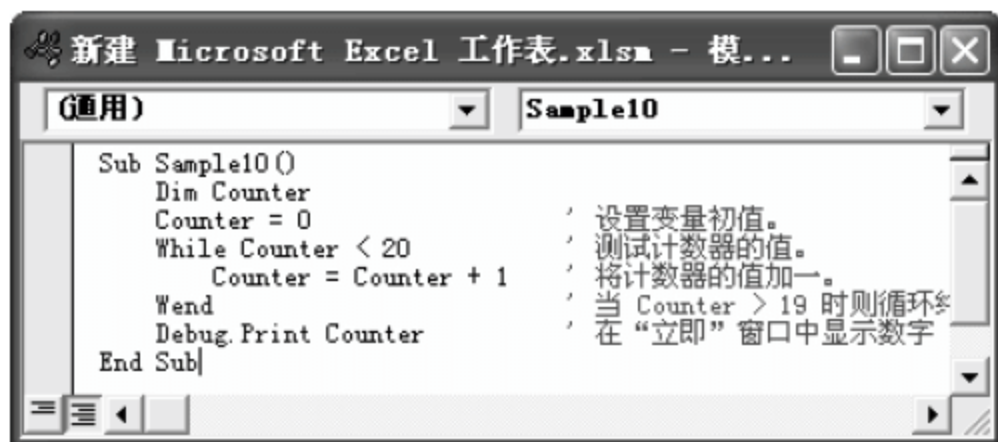 新建 Microsoft Excel 工作表.xlsm - 模...
(通用) Sample10
Sub Sample10()
Dim Counter
Counter = 0 ' 设置变量初值。
While Counter < 20 ' 测试计数器的值。
Counter = Counter + 1 ' 将计数器的值加一。
Wend ' 当 Counter > 19 时则循环
Debug.Print Counter ' 在“立即”窗口中显示数字
End Sub